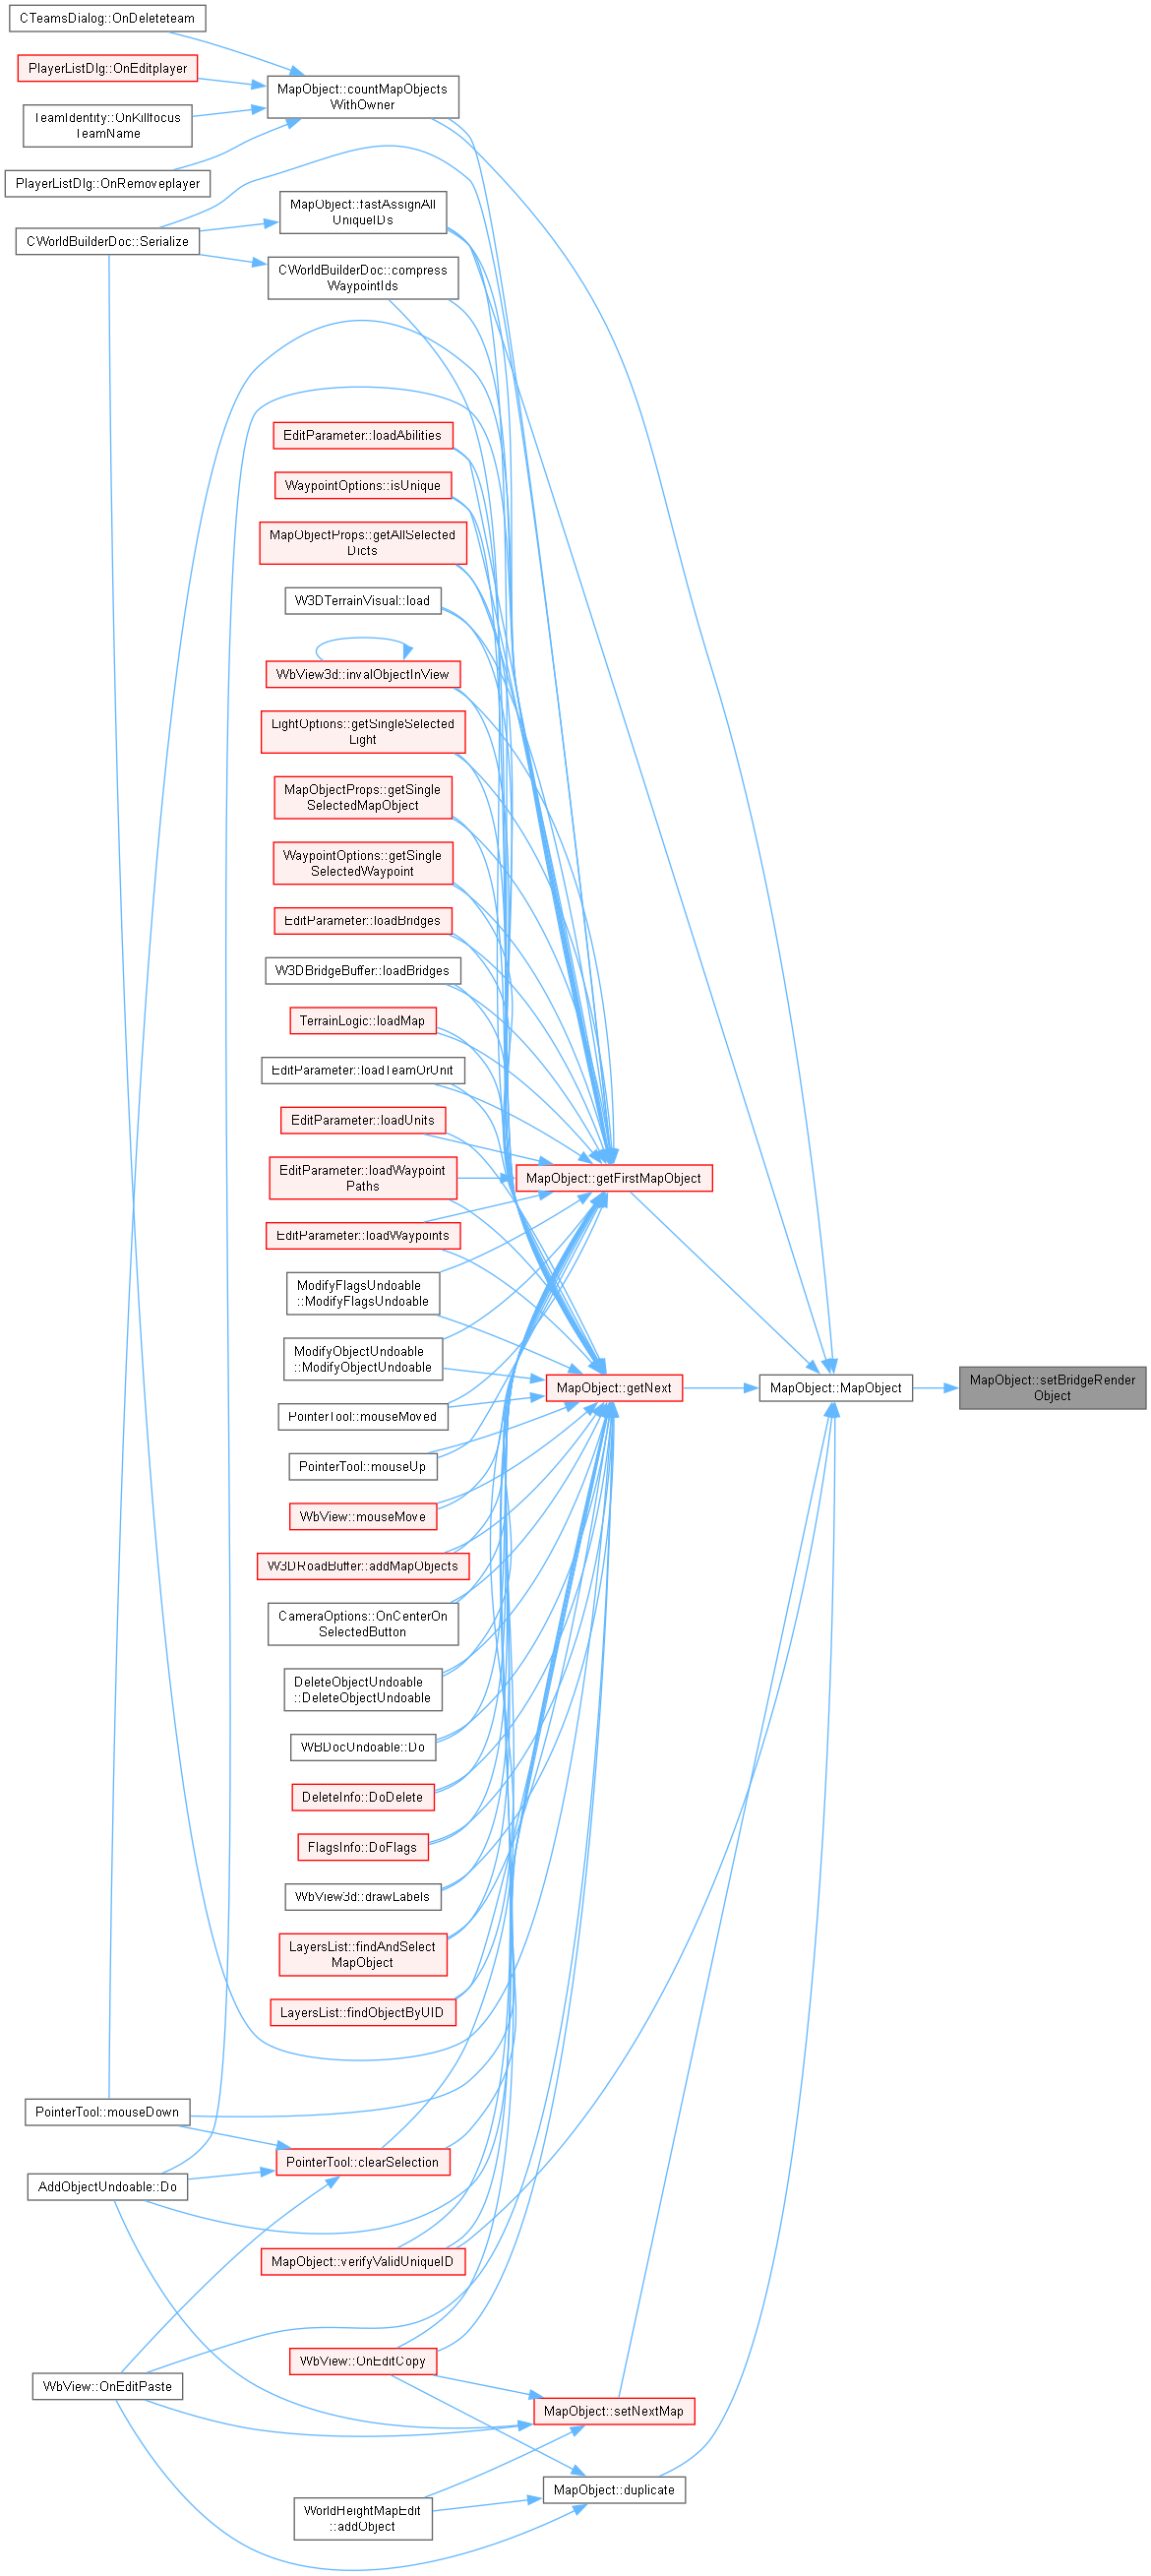 CTeamsDialog::OnDeleteteam
PlayerListDlg::OnEditplayer
MapObject::countMapObjects
WithOwner
TeamIdentity::OnKillfocus
TeamName
PlayerListDlg::OnRemoveplayer
MapObject::fastAssignAll
UniqueIDs
CWorldBuilderDoc::Serialize
CWorldBuilderDoc::compress
WaypointIds
EditParameter::loadAbilities
WaypointOptions::isUnique
MapObjectProps::getAllSelected
Dicts
W3DTerrainVisual::load
WbView3d::invalObjectInView
LightOptions::getSingleSelected
Light
MapObjectProps::getSingle
SelectedMapObject
WaypointOptions::getSingle
SelectedWaypoint
EditParameter::loadBridges
W3DBridgeBuffer::loadBridges
TerrainLogic::loadMap
EditParameter::loadTeamOrUnit
EditParameter::loadUnits
EditParameter::loadWaypoint
Paths
MapObject::getFirstMapObject
EditParameter::loadWaypoints
ModifyFlagsUndoable
::ModifyFlagsUndoable
ModifyObjectUndoable
::ModifyObjectUndoable
MapObject::getNext
MapObject::MapObject
MapObject::setBridgeRender
Object
PointerTool::mouseMoved
PointerTool::mouseUp
WbView::mouseMove
W3DRoadBuffer::addMapObjects
CameraOptions::OnCenterOn
SelectedButton
DeleteObjectUndoable
::DeleteObjectUndoable
WBDocUndoable::Do
DeleteInfo::DoDelete
FlagsInfo::DoFlags
WbView3d::drawLabels
LayersList::findAndSelect
MapObject
LayersList::findObjectByUID
PointerTool::mouseDown
PointerTool::clearSelection
AddObjectUndoable::Do
MapObject::verifyValidUniqueID
WbView::OnEditCopy
WbView::OnEditPaste
MapObject::setNextMap
MapObject::duplicate
WorldHeightMapEdit
::addObject